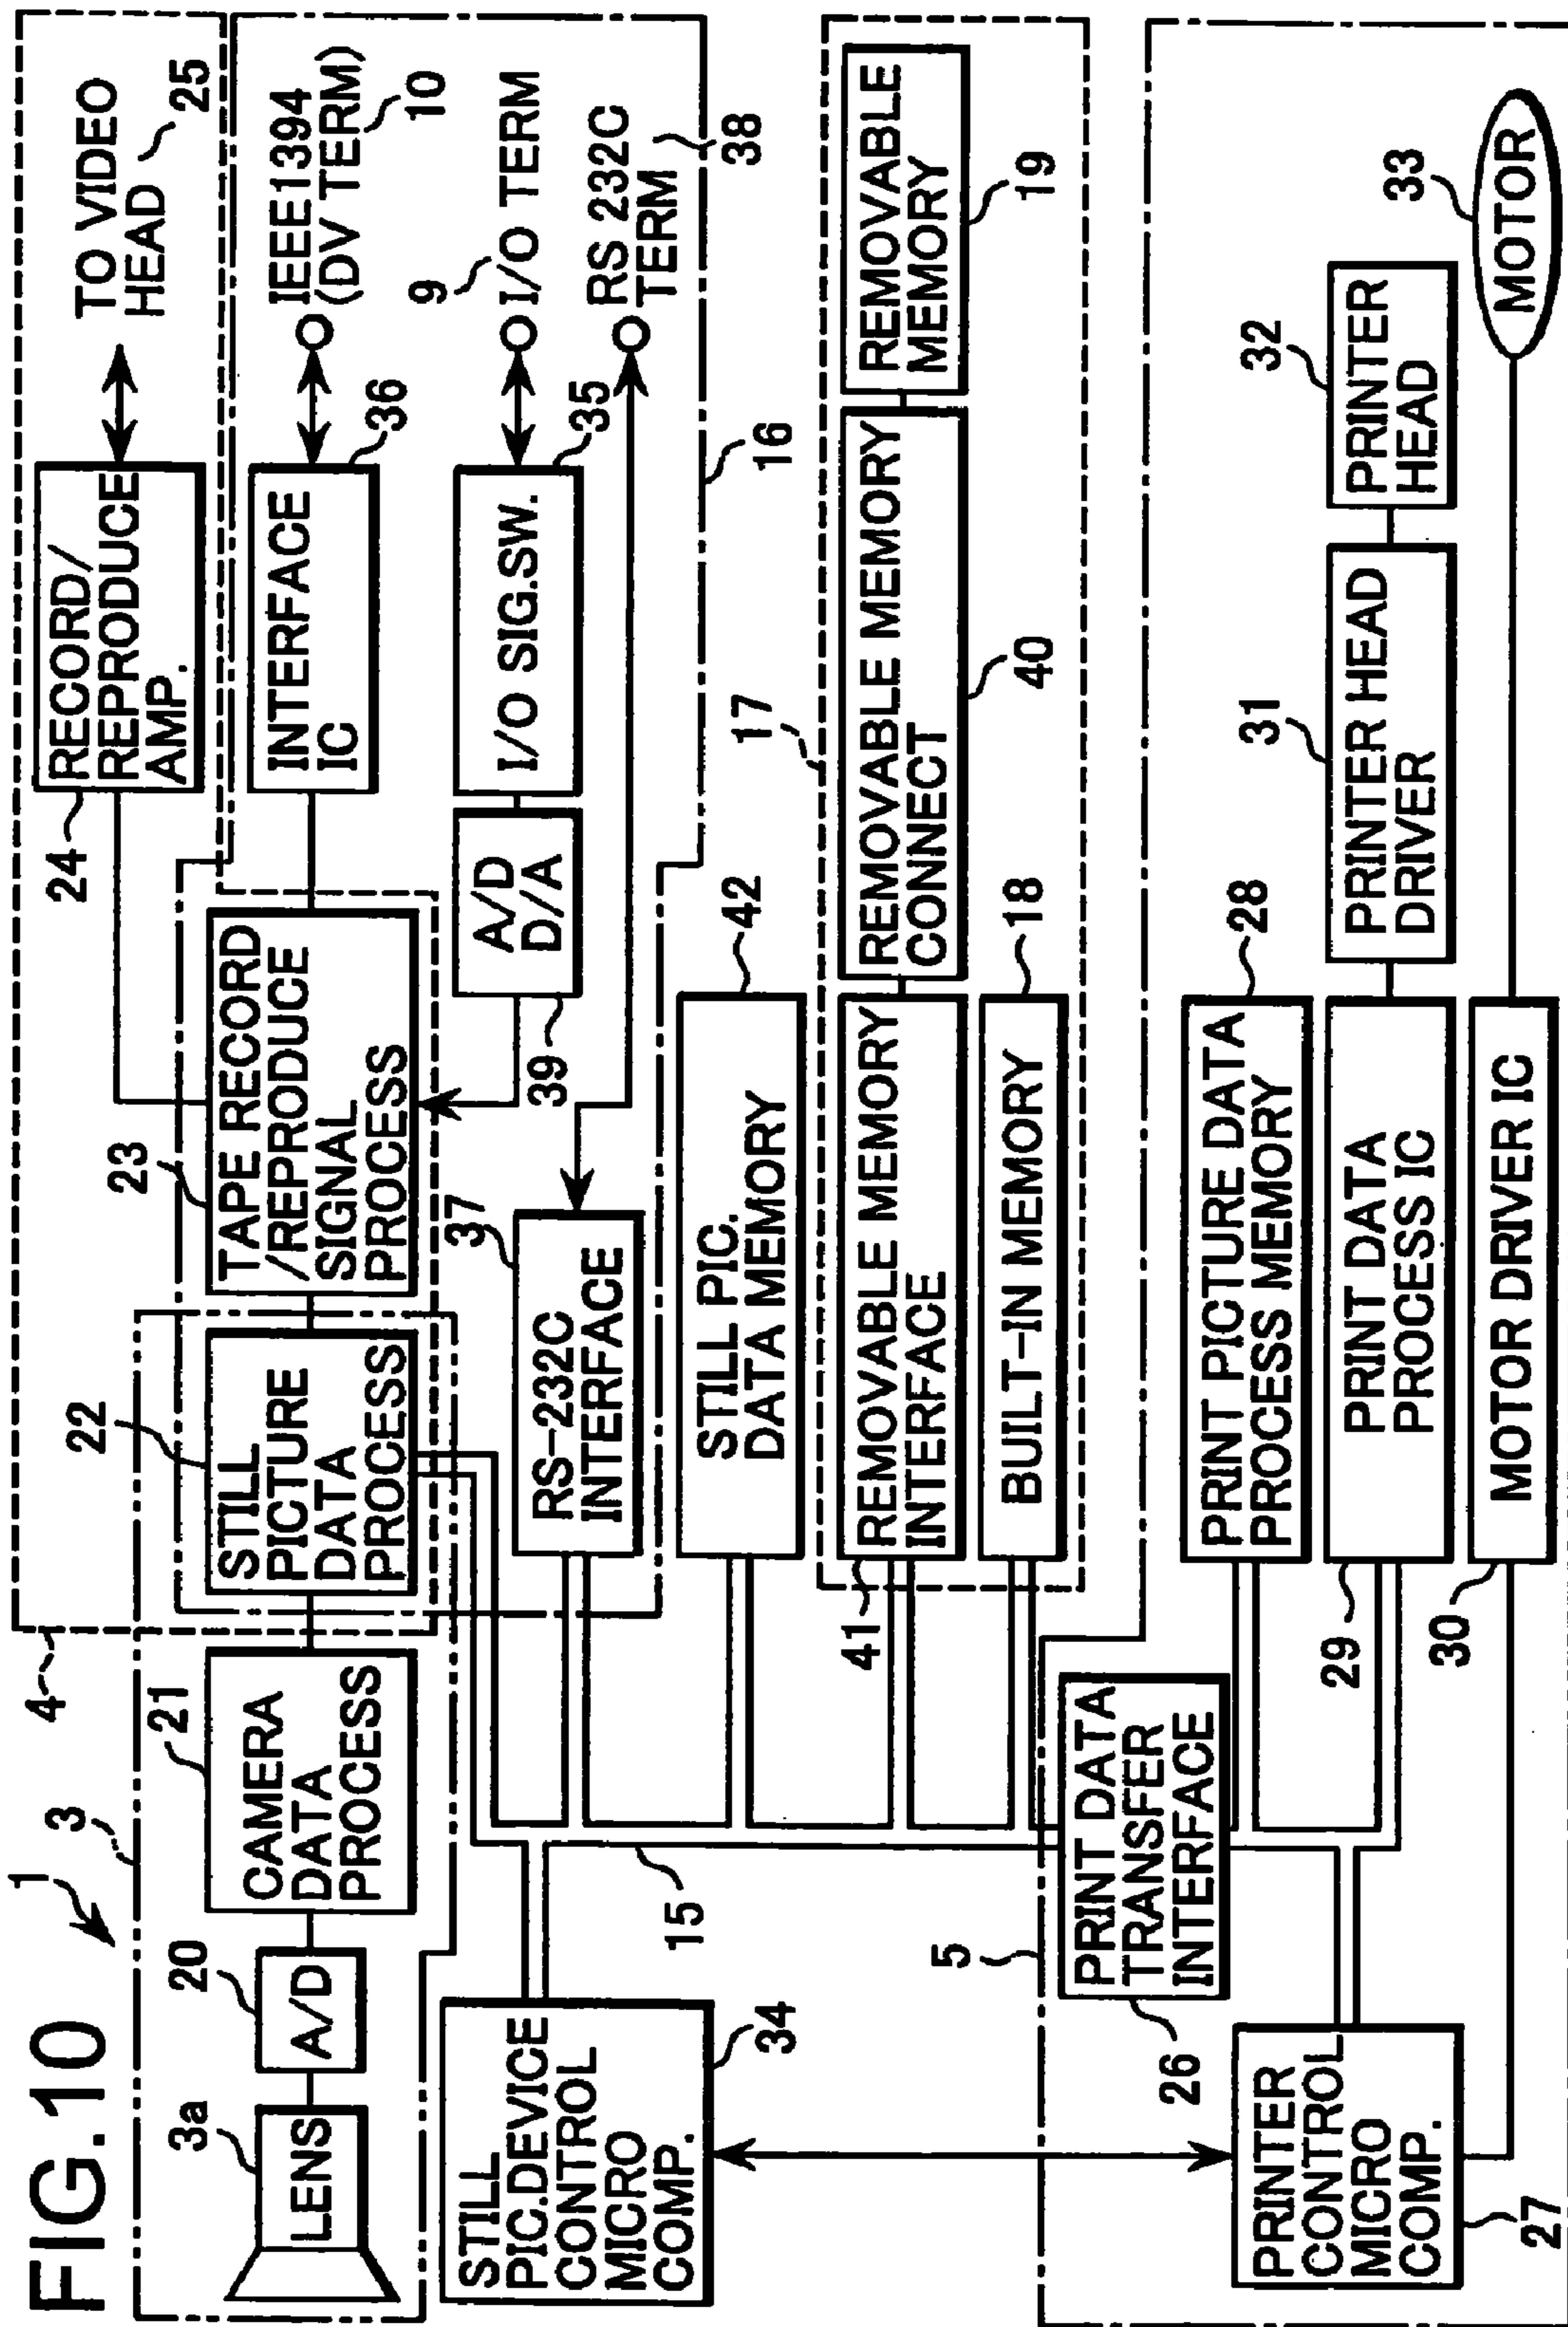 FIG.10
1
3
4
3a
LENS
20
A/D
21
CAMERA
DATA
PROCESS
22
STILL
PICTURE
DATA
PROCESS
23
TAPE RECORD
/REPRODUCE
SIGNAL
PROCESS
24
RECORD/
REPRODUCE
AMP.
TO VIDEO
HEAD
25
INTERFACE
IC
36
IEEE1394
(DV TERM)
10
A/D
D/A
39
I/O SIG.SW.
35
9
I/O TERM
RS 232C
TERM
38
37
RS-232C
INTERFACE
16
STILL
PIC.DEVICE
CONTROL
MICRO
COMP.
34
15
STILL PIC.
DATA MEMORY
42
17
41
REMOVABLE MEMORY
INTERFACE
REMOVABLE MEMORY
CONNECT
40
REMOVABLE
MEMORY
19
BUILT-IN MEMORY
18
5
PRINT DATA
TRANSFER
INTERFACE
26
PRINTER
CONTROL
MICRO
COMP.
27
PRINT PICTURE DATA
PROCESS MEMORY
28
PRINT DATA
PROCESS IC
29
PRINTER HEAD
DRIVER
31
PRINTER
HEAD
32
MOTOR DRIVER IC
30
MOTOR
33